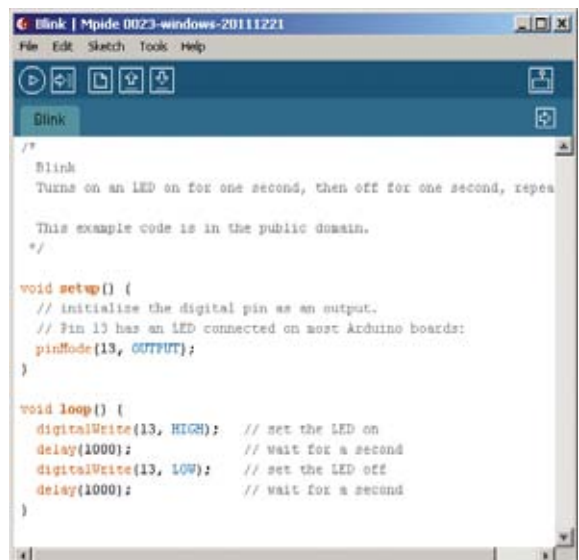 Blink | Mpide 0023-windows-20111221
File Edit Sketch Tools Help
Blink
/*
Blink
Turns on an LED on for one second, then off for one second, repea
This example code is in the public domain.
*/
void setup() {
// initialize the digital pin as an output.
// Pin 13 has an LED connected on most Arduino boards:
pinMode(13, OUTPUT);
}
void loop() {
digitalWrite(13, HIGH); // set the LED on
delay(1000); // wait for a second
digitalWrite(13, LOW); // set the LED off
delay(1000); // wait for a second
}